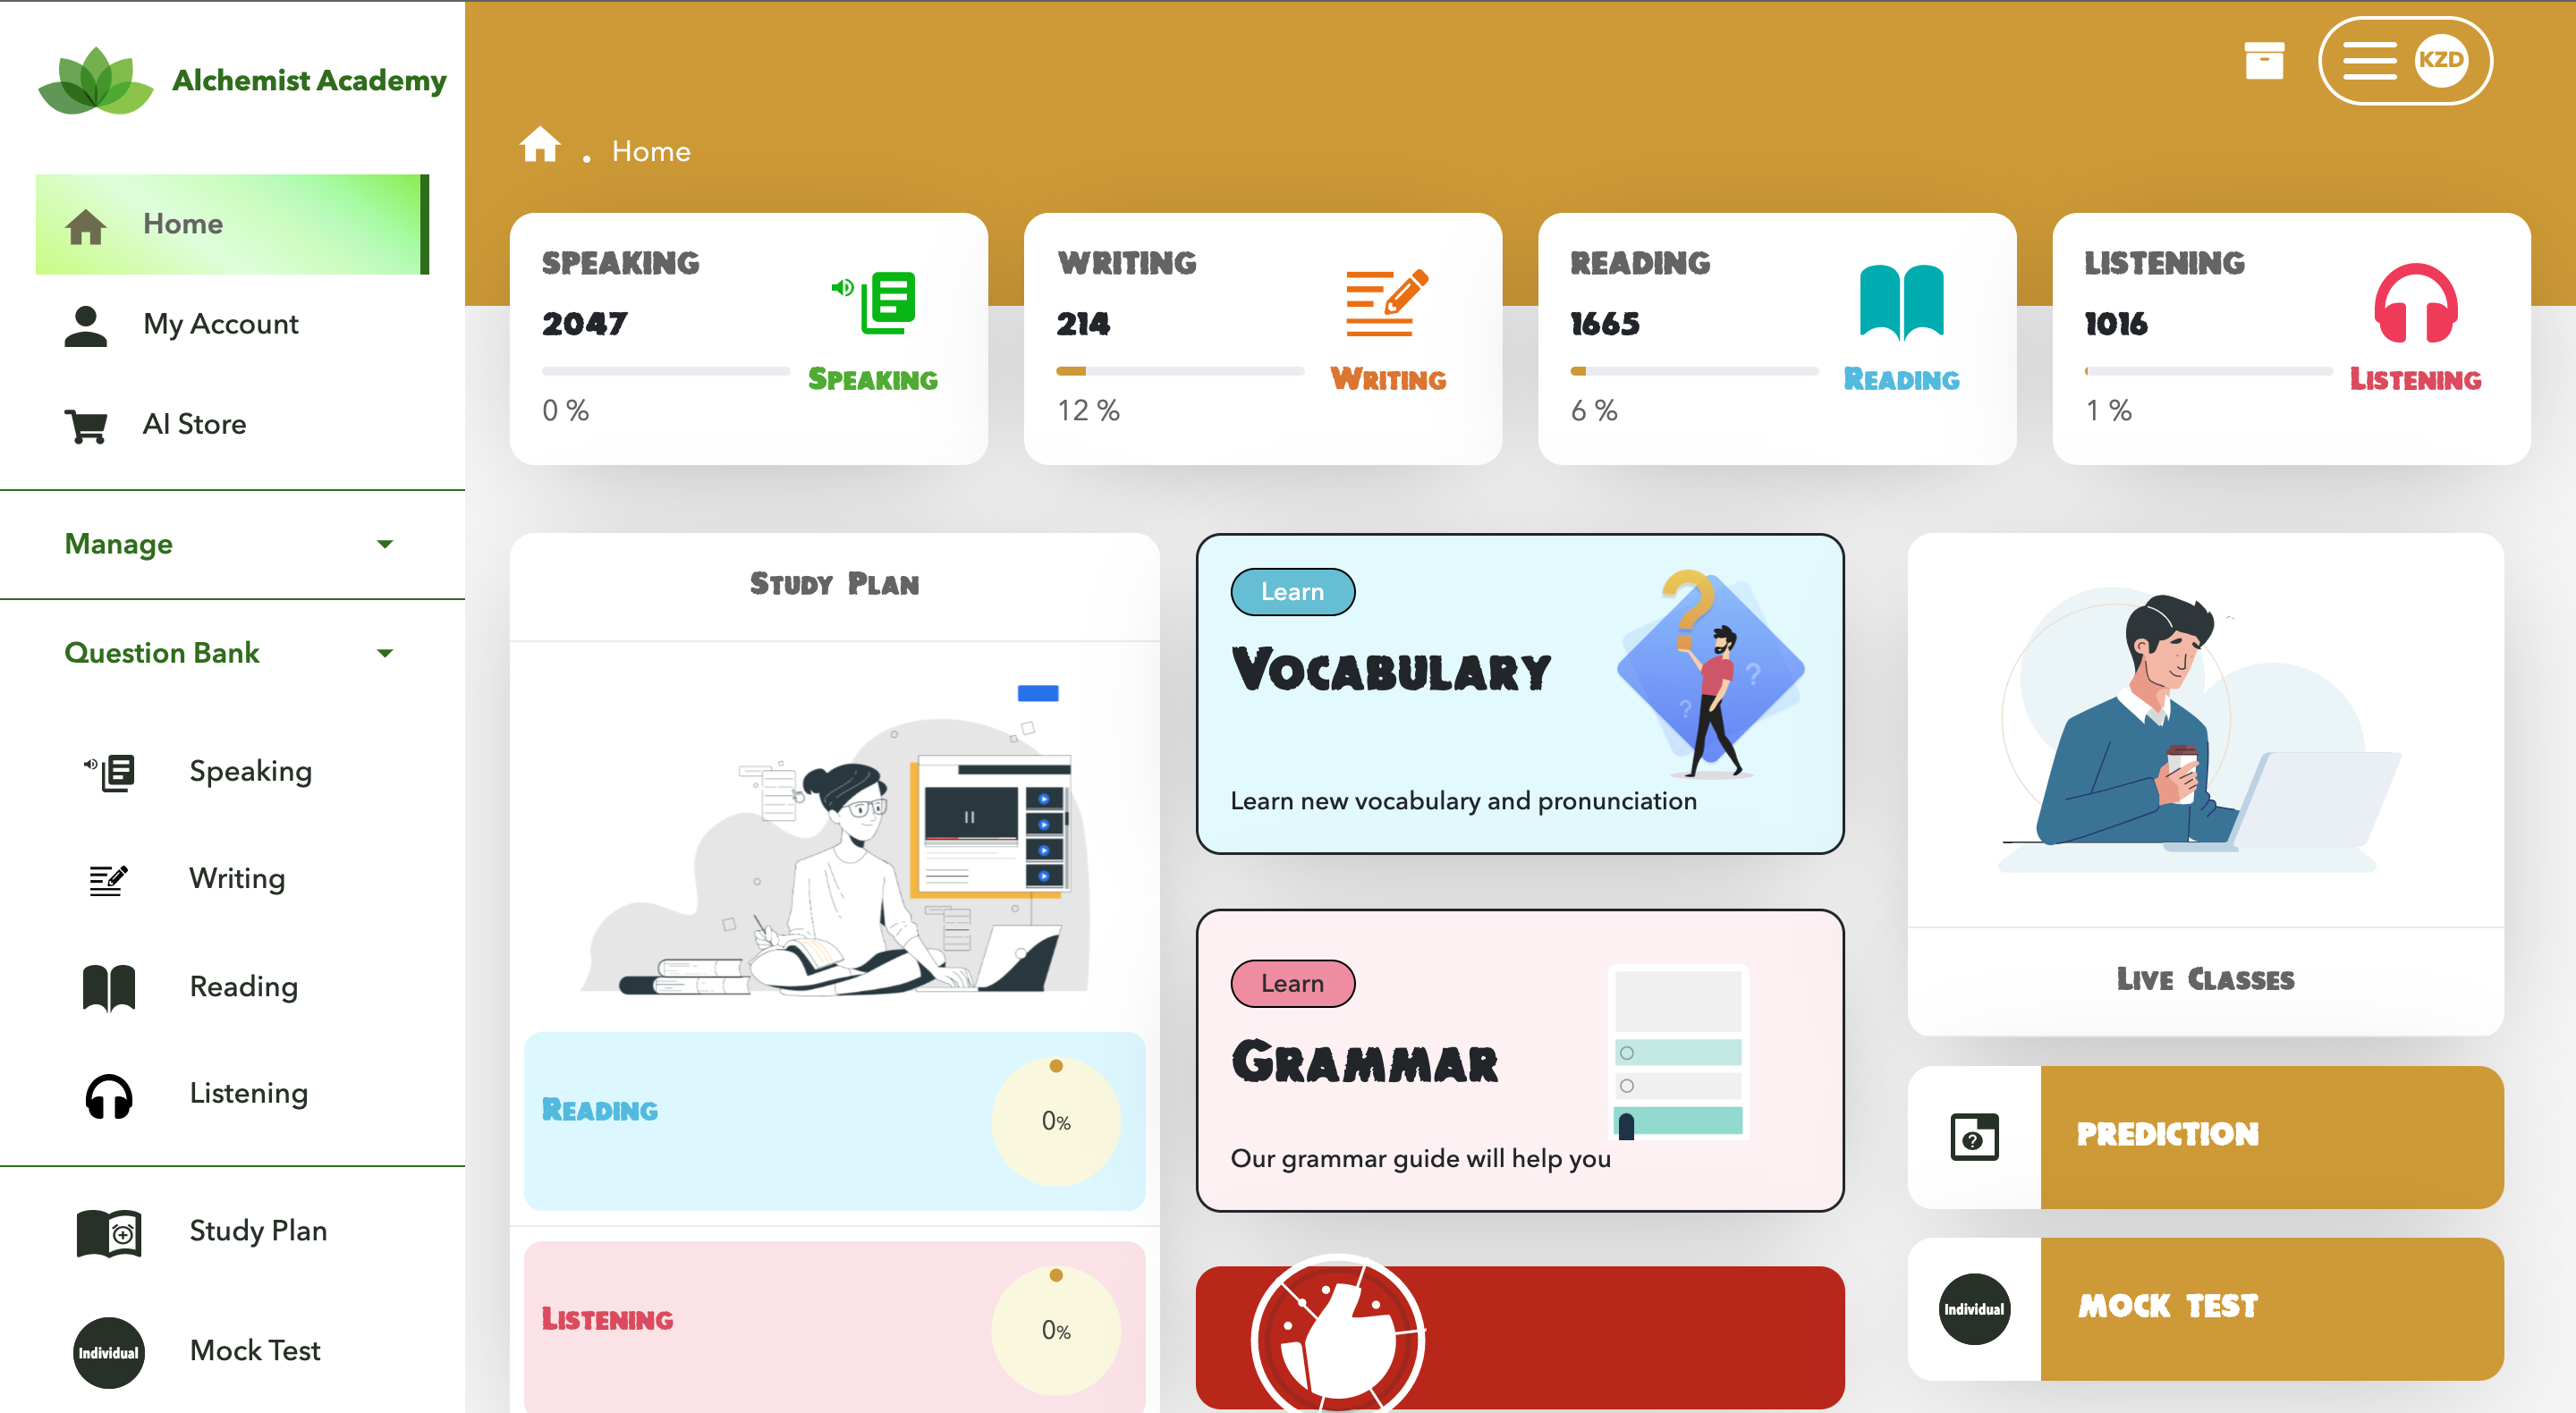 Alchemist Academy
Home
My Account
AI Store
Manage
Question Bank
Speaking
Writing
Reading
Listening
Study Plan
Individual
Mock Test
KZD
. Home
SPEAKING
2047
0 %
SPEAKING
WRITING
214
12 %
WRITING
READING
1665
6 %
READING
LISTENING
1016
1 %
LISTENING
STUDY PLAN
READING
0%
LISTENING
0%
Learn
VOCABULARY
? ? ?
Learn new vocabulary and pronunciation
Learn
GRAMMAR
Our grammar guide will help you
LIVE CLASSES
?
PREDICTION
Individual
MOCK TEST